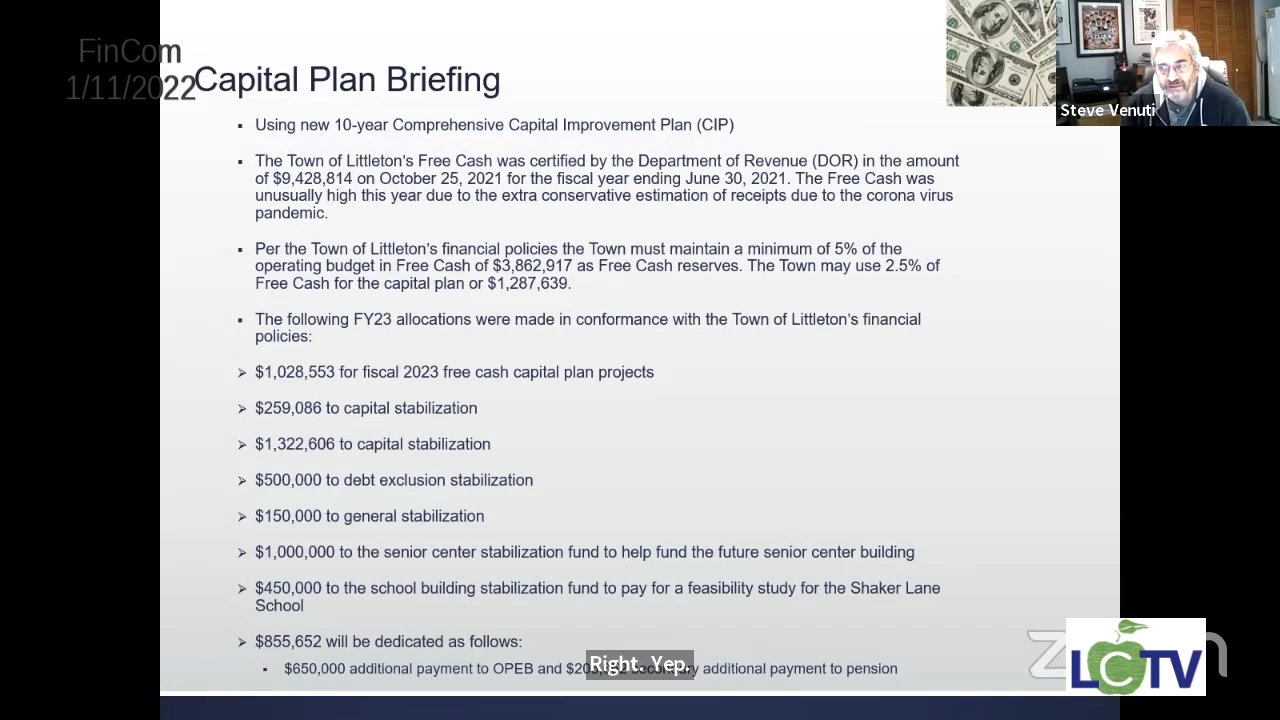 FinCom
1/11/2022
Capital Plan Briefing
Steve Venuti
▪ Using new 10-year Comprehensive Capital Improvement Plan (CIP)
▪ The Town of Littleton's Free Cash was certified by the Department of Revenue (DOR) in the amount
of $9,428,814 on October 25, 2021 for the fiscal year ending June 30, 2021. The Free Cash was
unusually high this year due to the extra conservative estimation of receipts due to the corona virus
pandemic.
▪ Per the Town of Littleton's financial policies the Town must maintain a minimum of 5% of the
operating budget in Free Cash of $3,862,917 as Free Cash reserves. The Town may use 2.5% of
Free Cash for the capital plan or $1,287,639.
▪ The following FY23 allocations were made in conformance with the Town of Littleton's financial
policies:
➢ $1,028,553 for fiscal 2023 free cash capital plan projects
➢ $259,086 to capital stabilization
➢ $1,322,606 to capital stabilization
➢ $500,000 to debt exclusion stabilization
➢ $150,000 to general stabilization
➢ $1,000,000 to the senior center stabilization fund to help fund the future senior center building
➢ $450,000 to the school building stabilization fund to pay for a feasibility study for the Shaker Lane
School
➢ $855,652 will be dedicated as follows:
▪ $650,000 additional payment to OPEB and additional payment to pension
Right. Yep.
LCTV